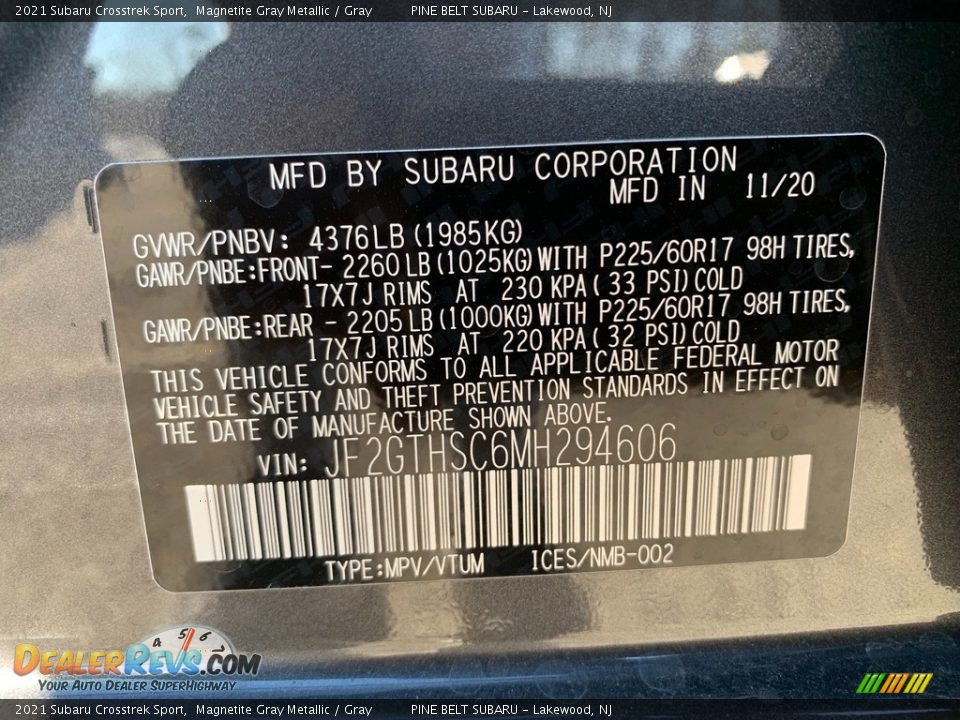 2021 Subaru Crosstrek Sport, Magnetite Gray Metallic / Gray PINE BELT SUBARU - Lakewood, NJ
MFD BY SUBARU CORPORATION
MFD IN 11/20
GVWR/PNBV: 4376LB (1985KG)
GAWR/PNBE:FRONT- 2260LB (1025KG) WITH P225/60R17 98H TIRES,
17X7J RIMS AT 230 KPA (33 PSI) COLD
GAWR/PNBE:REAR - 2205LB (1000KG) WITH P225/60R17 98H TIRES,
17X7J RIMS AT 220 KPA (32 PSI) COLD
THIS VEHICLE CONFORMS TO ALL APPLICABLE FEDERAL MOTOR
VEHICLE SAFETY AND THEFT PREVENTION STANDARDS IN EFFECT ON
THE DATE OF MANUFACTURE SHOWN ABOVE.
VIN: JF2GTHSC6MH294606
TYPE:MPV/VTUM ICES/NMB-002
4 5 6
DEALERREVS.COM
YOUR AUTO DEALER SUPERHIGHWAY
2021 Subaru Crosstrek Sport, Magnetite Gray Metallic / Gray PINE BELT SUBARU - Lakewood, NJ